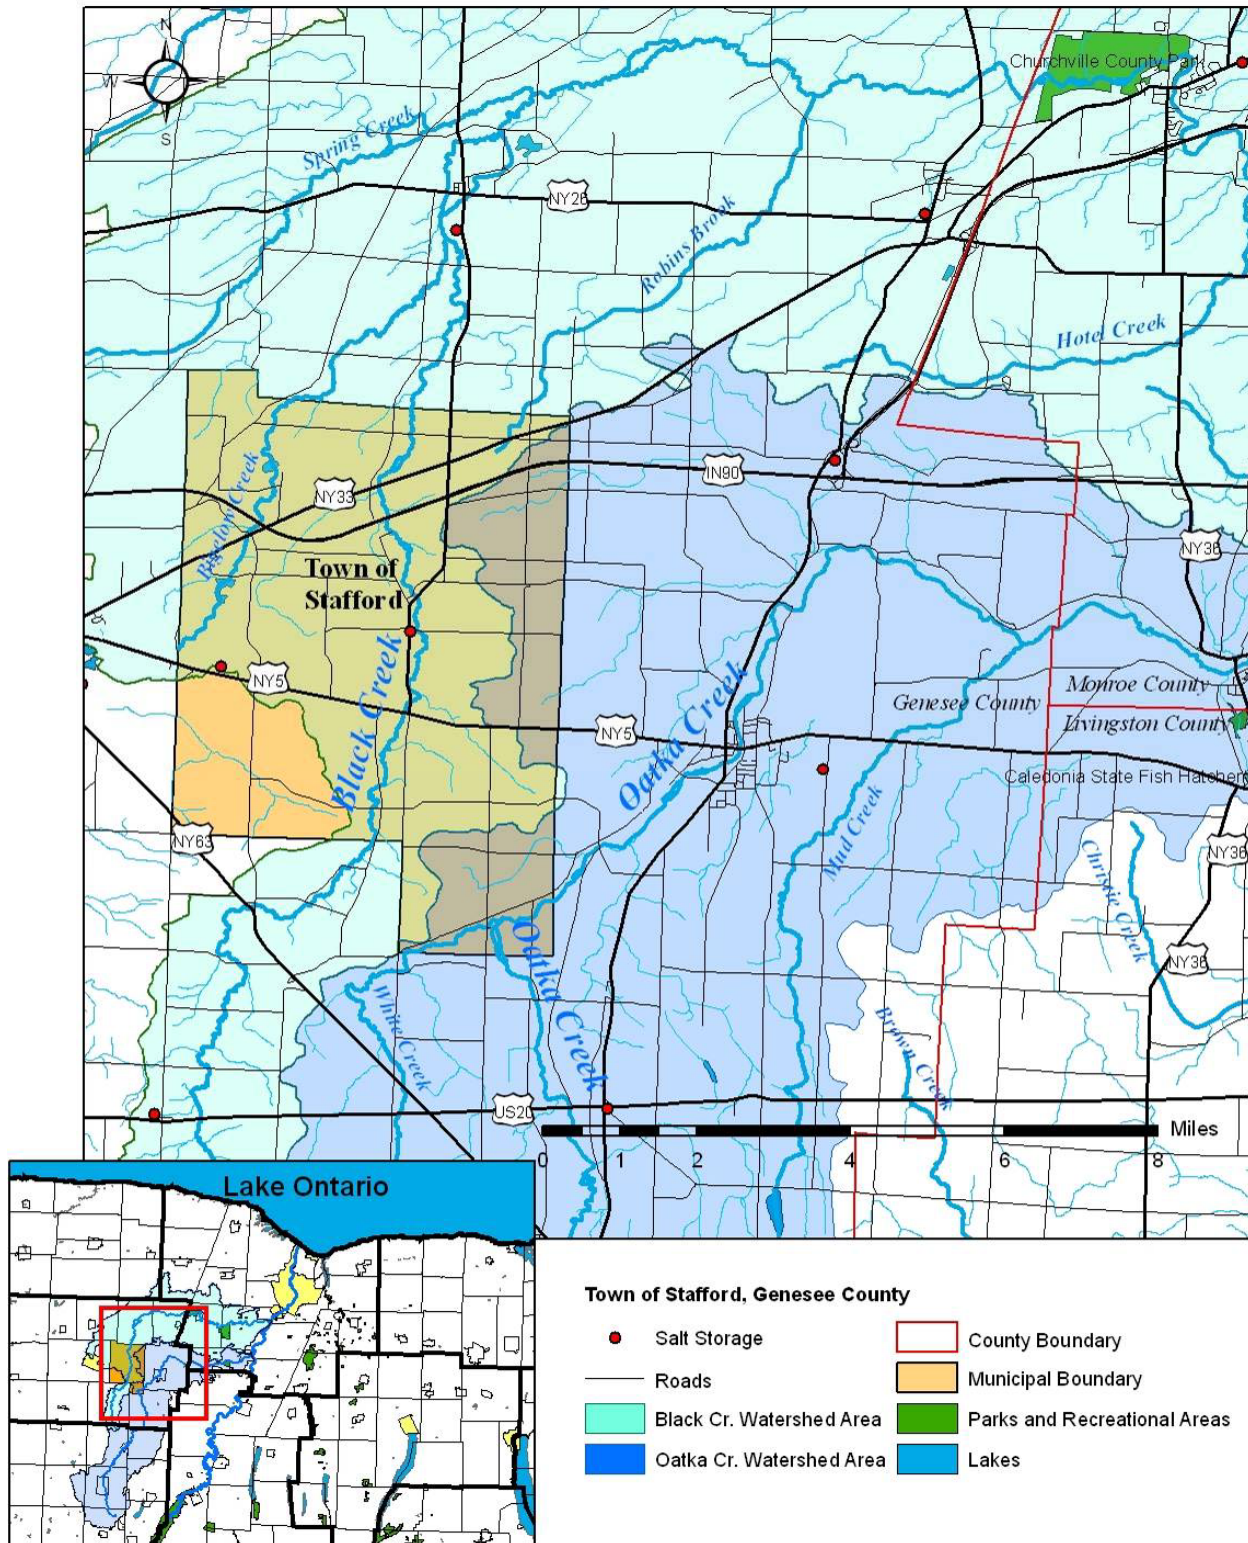 N
W
E
S
Churchville County Park
Spring Creek
NY26
Robins Brook
Hotel Creek
Bigelow Creek
NY33
IN90
NY36
Town of
Stafford
NY5
Black Creek
NY5
Oatka Creek
Genesee County
Monroe County
Livingston County
Caledonia State Fish Hatchery
NY63
Mud Creek
Christie Creek
NY36
NY36
Oatka Creek
White Creek
Brown Creek
US20
Miles
0 1 2 4 6 8
Lake Ontario
Town of Stafford, Genesee County
Salt Storage
Roads
Black Cr. Watershed Area
Oatka Cr. Watershed Area
County Boundary
Municipal Boundary
Parks and Recreational Areas
Lakes